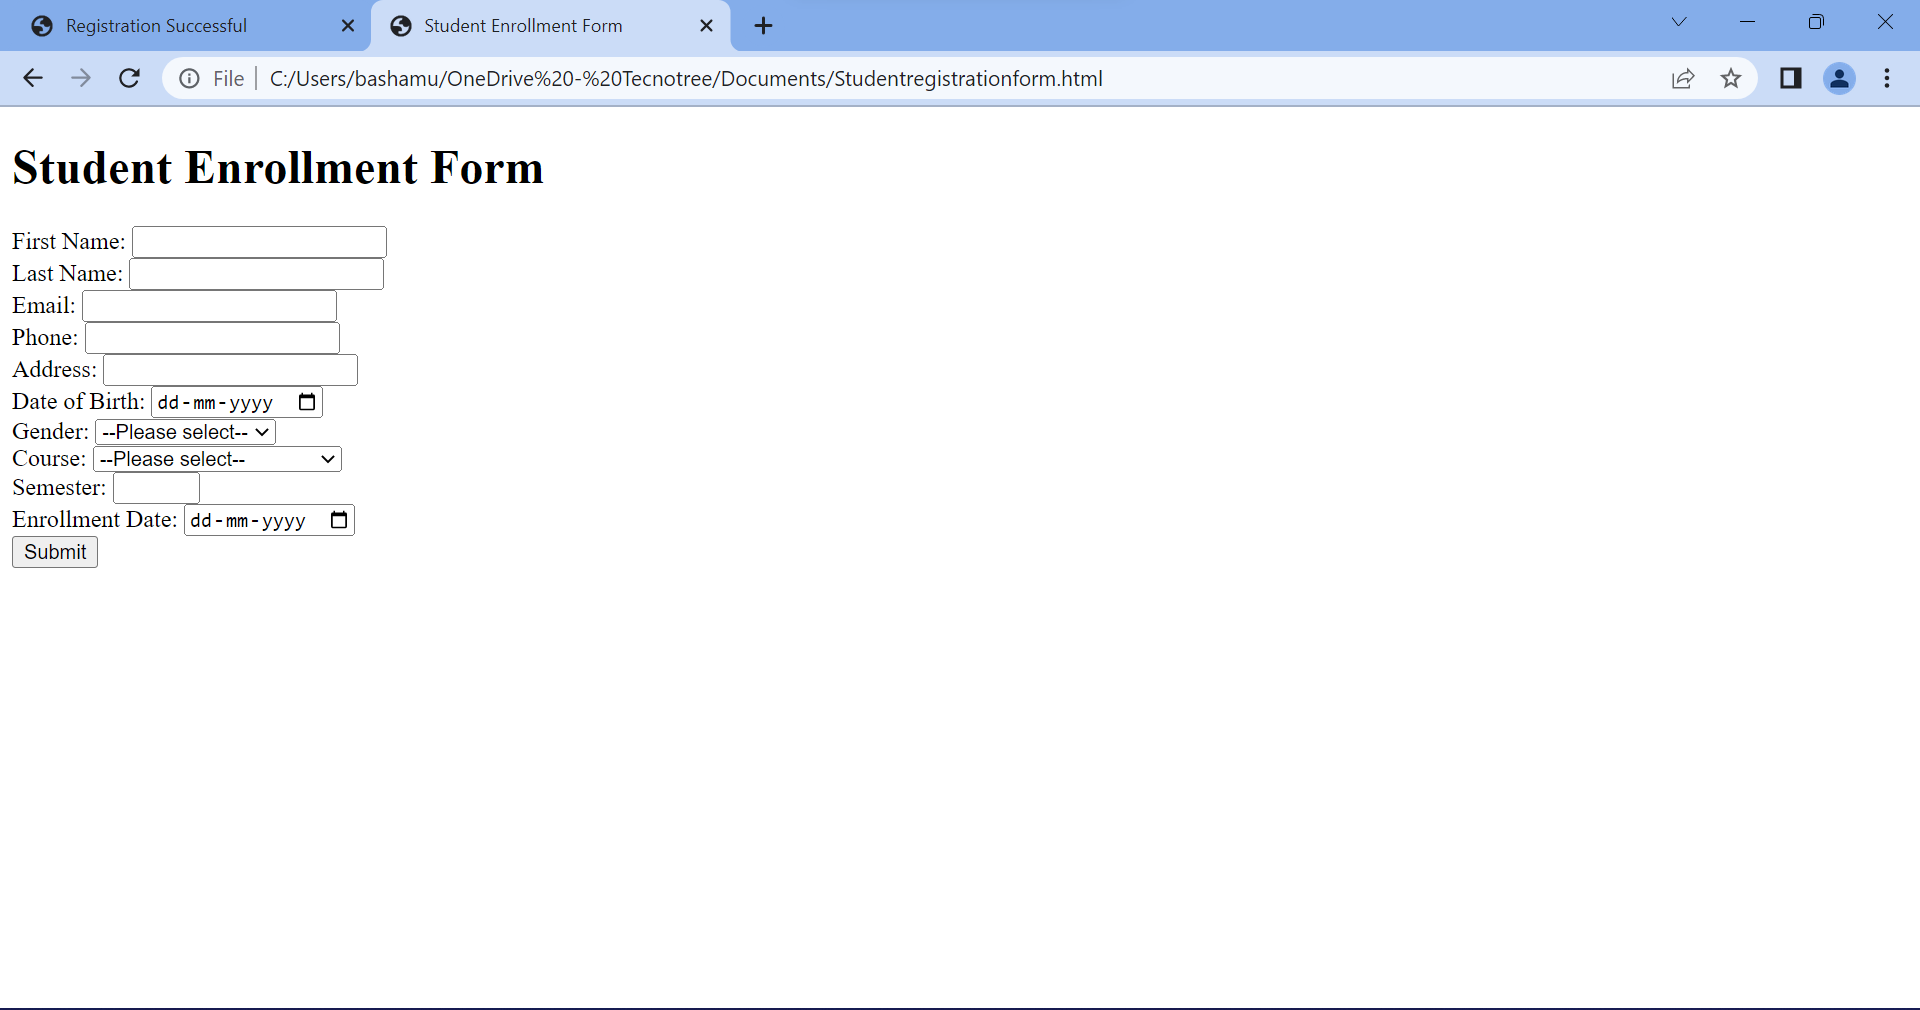 Registration Successful
Student Enrollment Form
File
C:/Users/bashamu/OneDrive%20-%20Tecnotree/Documents/Studentregistrationform.html
Student Enrollment Form
First Name:
Last Name:
Email:
Phone:
Address:
Date of Birth: dd-mm-yyyy
Gender: --Please select--
Course: --Please select--
Semester:
Enrollment Date: dd-mm-yyyy
Submit